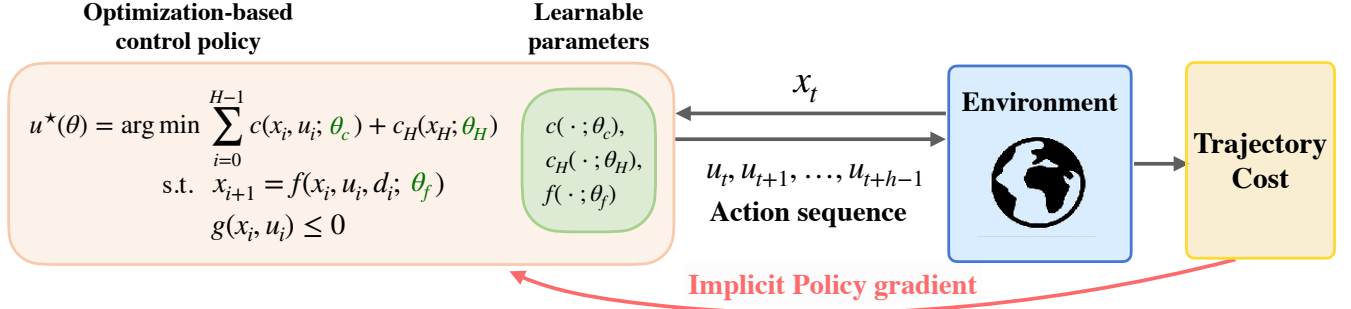 Optimization-based
control policy
Learnable
parameters
u⋆(θ) = arg min ∑_{i=0}^{H−1} c(x_i, u_i; θ_c) + c_H(x_H; θ_H)
s.t. x_{i+1} = f(x_i, u_i, d_i; θ_f)
g(x_i, u_i) ≤ 0
c( · ; θ_c),
c_H( · ; θ_H),
f( · ; θ_f)
x_t
u_t, u_{t+1}, …, u_{t+h−1}
Action sequence
Environment
Trajectory
Cost
Implicit Policy gradient